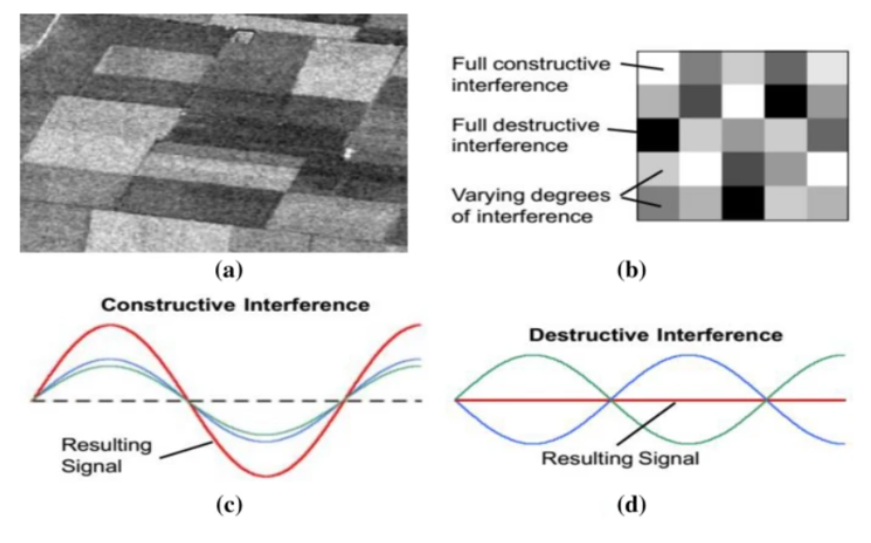 Full constructive
interference
Full destructive
interference
Varying degrees
of interference
(a)
(b)
Constructive Interference
Resulting
Signal
(c)
Destructive Interference
Resulting Signal
(d)